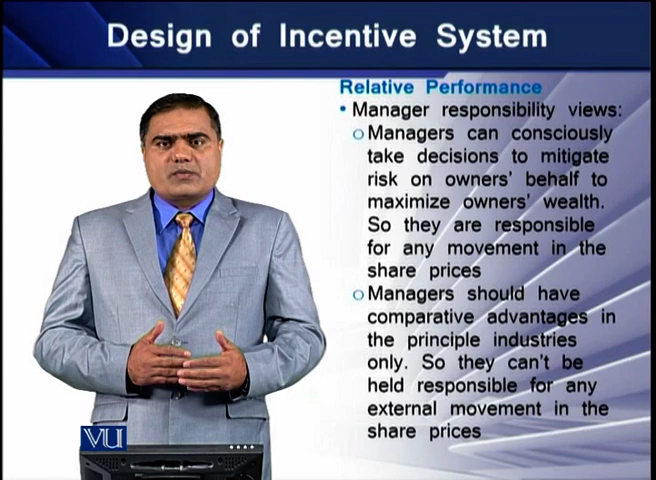 Design of Incentive System
Relative Performance
• Manager responsibility views:
o Managers can consciously
take decisions to mitigate
risk on owners' behalf to
maximize owners' wealth.
So they are responsible
for any movement in the
share prices
o Managers should have
comparative advantages in
the principle industries
only. So they can't be
held responsible for any
external movement in the
share prices
VU